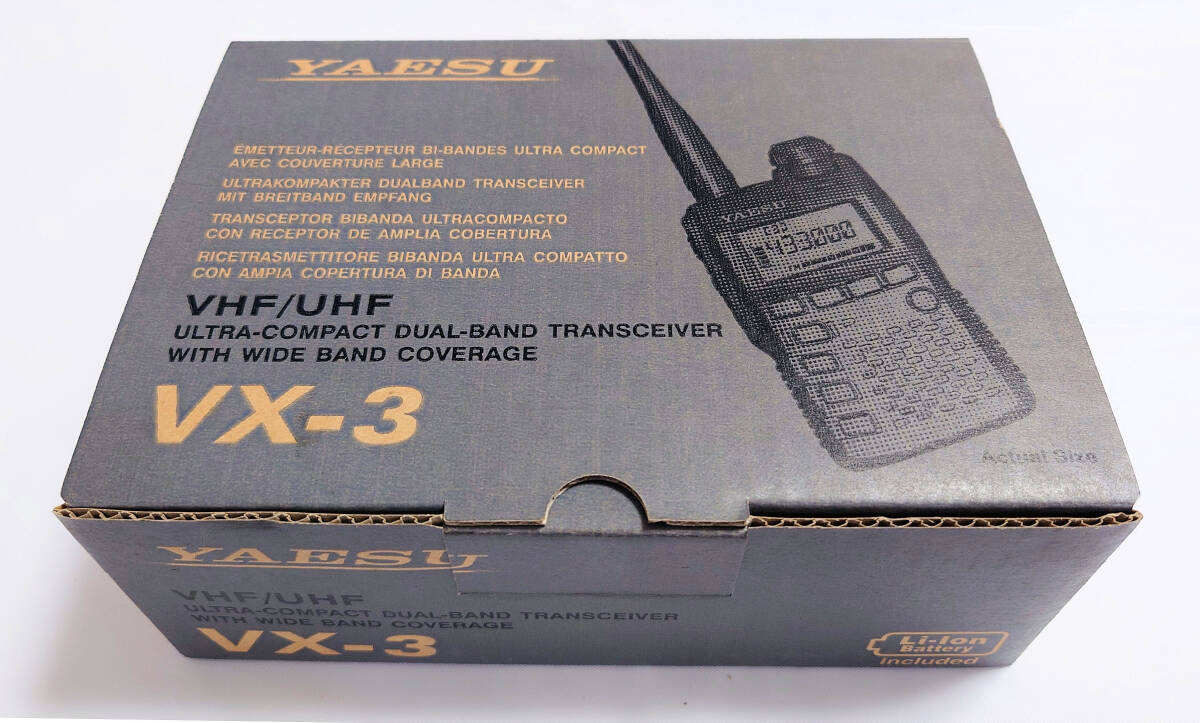 YAESU
EMETTEUR-RÉCEPTEUR BI-BANDES ULTRA COMPACT
AVEC COUVERTURE LARGE
ULTRAKOMPAKTER DUALBAND TRANSCEIVER
MIT BREITBAND EMPFANG
TRANSCEPTOR BIBANDA ULTRACOMPACTO
CON RECEPTOR DE AMPLIA COBERTURA
RICETRASMETTITORE BIBANDA ULTRA COMPATTO
CON AMPIA COPERTURA DI BANDA
VHF/UHF
ULTRA-COMPACT DUAL-BAND TRANSCEIVER
WITH WIDE BAND COVERAGE
VX-3
YAESU
433.000
Actual Size
YAESU
VHF/UHF
ULTRA-COMPACT DUAL-BAND TRANSCEIVER
WITH WIDE BAND COVERAGE
VX-3
Li-Ion
Battery
Included